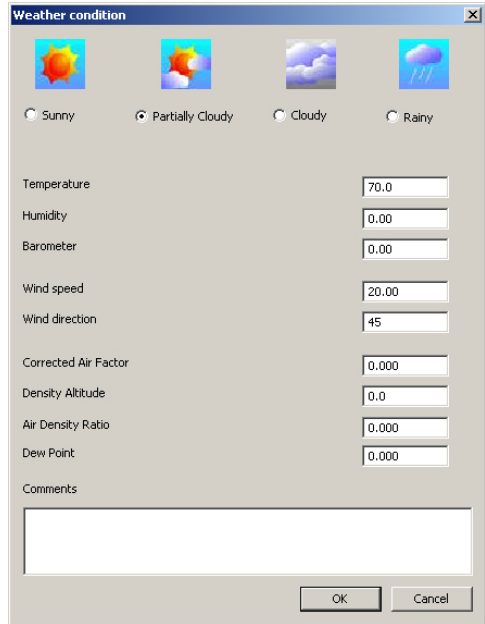 Weather condition
Sunny Partially Cloudy Cloudy Rainy
Temperature 70.0
Humidity 0.00
Barometer 0.00
Wind speed 20.00
Wind direction 45
Corrected Air Factor 0.000
Density Altitude 0.0
Air Density Ratio 0.000
Dew Point 0.000
Comments
OK Cancel